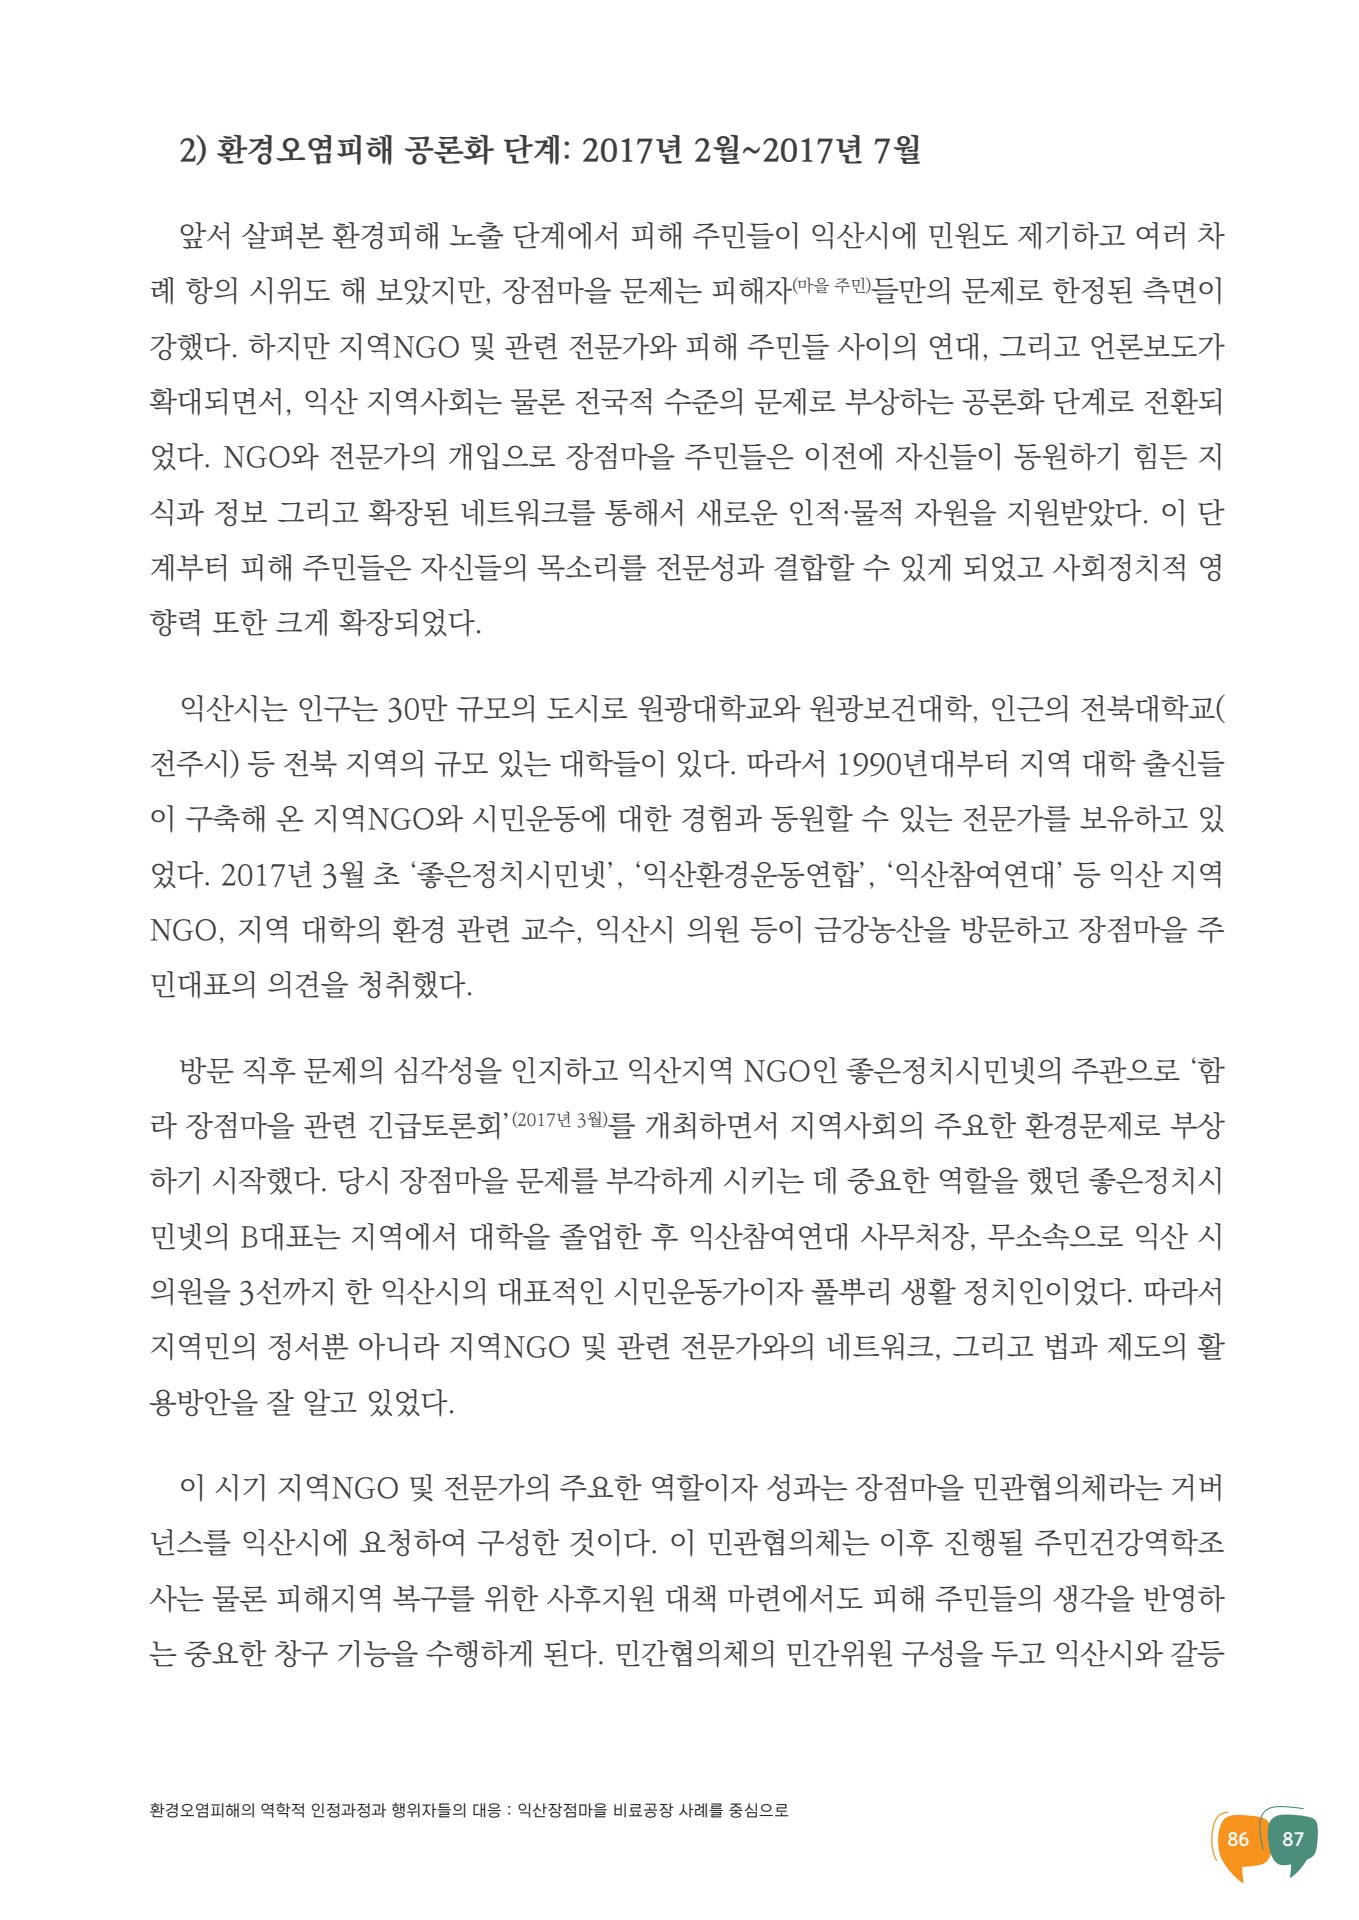 2) 환경오염피해 공론화 단계: 2017년 2월~2017년 7월
앞서 살펴본 환경피해 노출 단계에서 피해 주민들이 익산시에 민원도 제기하고 여러 차
례 항의 시위도 해 보았지만, 장점마을 문제는 피해자(마을 주민)들만의 문제로 한정된 측면이
강했다. 하지만 지역NGO 및 관련 전문가와 피해 주민들 사이의 연대, 그리고 언론보도가
확대되면서, 익산 지역사회는 물론 전국적 수준의 문제로 부상하는 공론화 단계로 전환되
었다. NGO와 전문가의 개입으로 장점마을 주민들은 이전에 자신들이 동원하기 힘든 지
식과 정보 그리고 확장된 네트워크를 통해서 새로운 인적·물적 자원을 지원받았다. 이 단
계부터 피해 주민들은 자신들의 목소리를 전문성과 결합할 수 있게 되었고 사회정치적 영
향력 또한 크게 확장되었다.
익산시는 인구는 30만 규모의 도시로 원광대학교와 원광보건대학, 인근의 전북대학교(
전주시) 등 전북 지역의 규모 있는 대학들이 있다. 따라서 1990년대부터 지역 대학 출신들
이 구축해 온 지역NGO와 시민운동에 대한 경험과 동원할 수 있는 전문가를 보유하고 있
었다. 2017년 3월 초 ‘좋은정치시민넷’, ‘익산환경운동연합’, ‘익산참여연대’ 등 익산 지역
NGO, 지역 대학의 환경 관련 교수, 익산시 의원 등이 금강농산을 방문하고 장점마을 주
민대표의 의견을 청취했다.
방문 직후 문제의 심각성을 인지하고 익산지역 NGO인 좋은정치시민넷의 주관으로 ‘함
라 장점마을 관련 긴급토론회’(2017년 3월)를 개최하면서 지역사회의 주요한 환경문제로 부상
하기 시작했다. 당시 장점마을 문제를 부각하게 시키는 데 중요한 역할을 했던 좋은정치시
민넷의 B대표는 지역에서 대학을 졸업한 후 익산참여연대 사무처장, 무소속으로 익산 시
의원을 3선까지 한 익산시의 대표적인 시민운동가이자 풀뿌리 생활 정치인이었다. 따라서
지역민의 정서뿐 아니라 지역NGO 및 관련 전문가와의 네트워크, 그리고 법과 제도의 활
용방안을 잘 알고 있었다.
이 시기 지역NGO 및 전문가의 주요한 역할이자 성과는 장점마을 민관협의체라는 거버
넌스를 익산시에 요청하여 구성한 것이다. 이 민관협의체는 이후 진행될 주민건강역학조
사는 물론 피해지역 복구를 위한 사후지원 대책 마련에서도 피해 주민들의 생각을 반영하
는 중요한 창구 기능을 수행하게 된다. 민간협의체의 민간위원 구성을 두고 익산시와 갈등
환경오염피해의 역학적 인정과정과 행위자들의 대응 : 익산장점마을 비료공장 사례를 중심으로
86 87